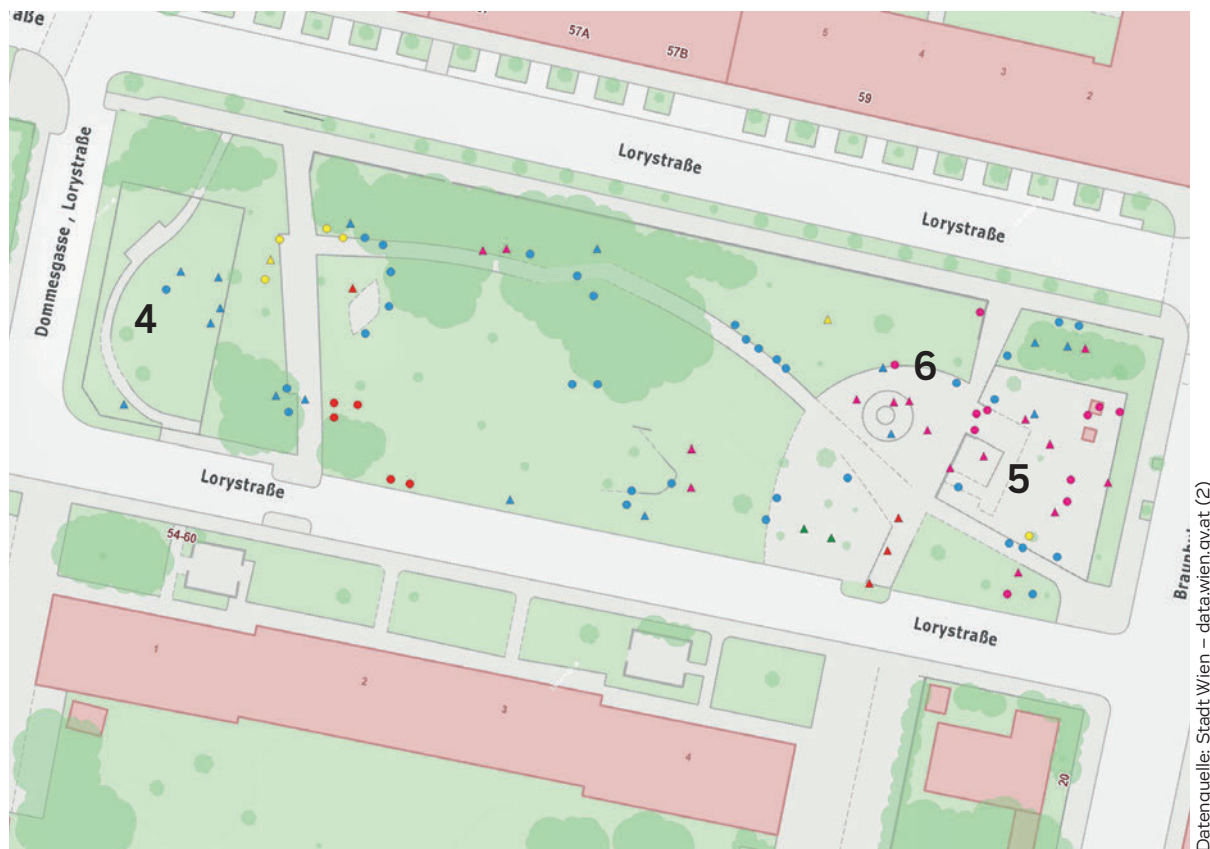 aße
57A
57B
5
4
3
2
59
Lorystraße
Lorystraße
Dommesgasse , Lorystraße
4
6
5
Lorystraße
54-60
Lorystraße
1
2
3
4
20
Datenquelle: Stadt Wien – data.wien.gv.at (2)